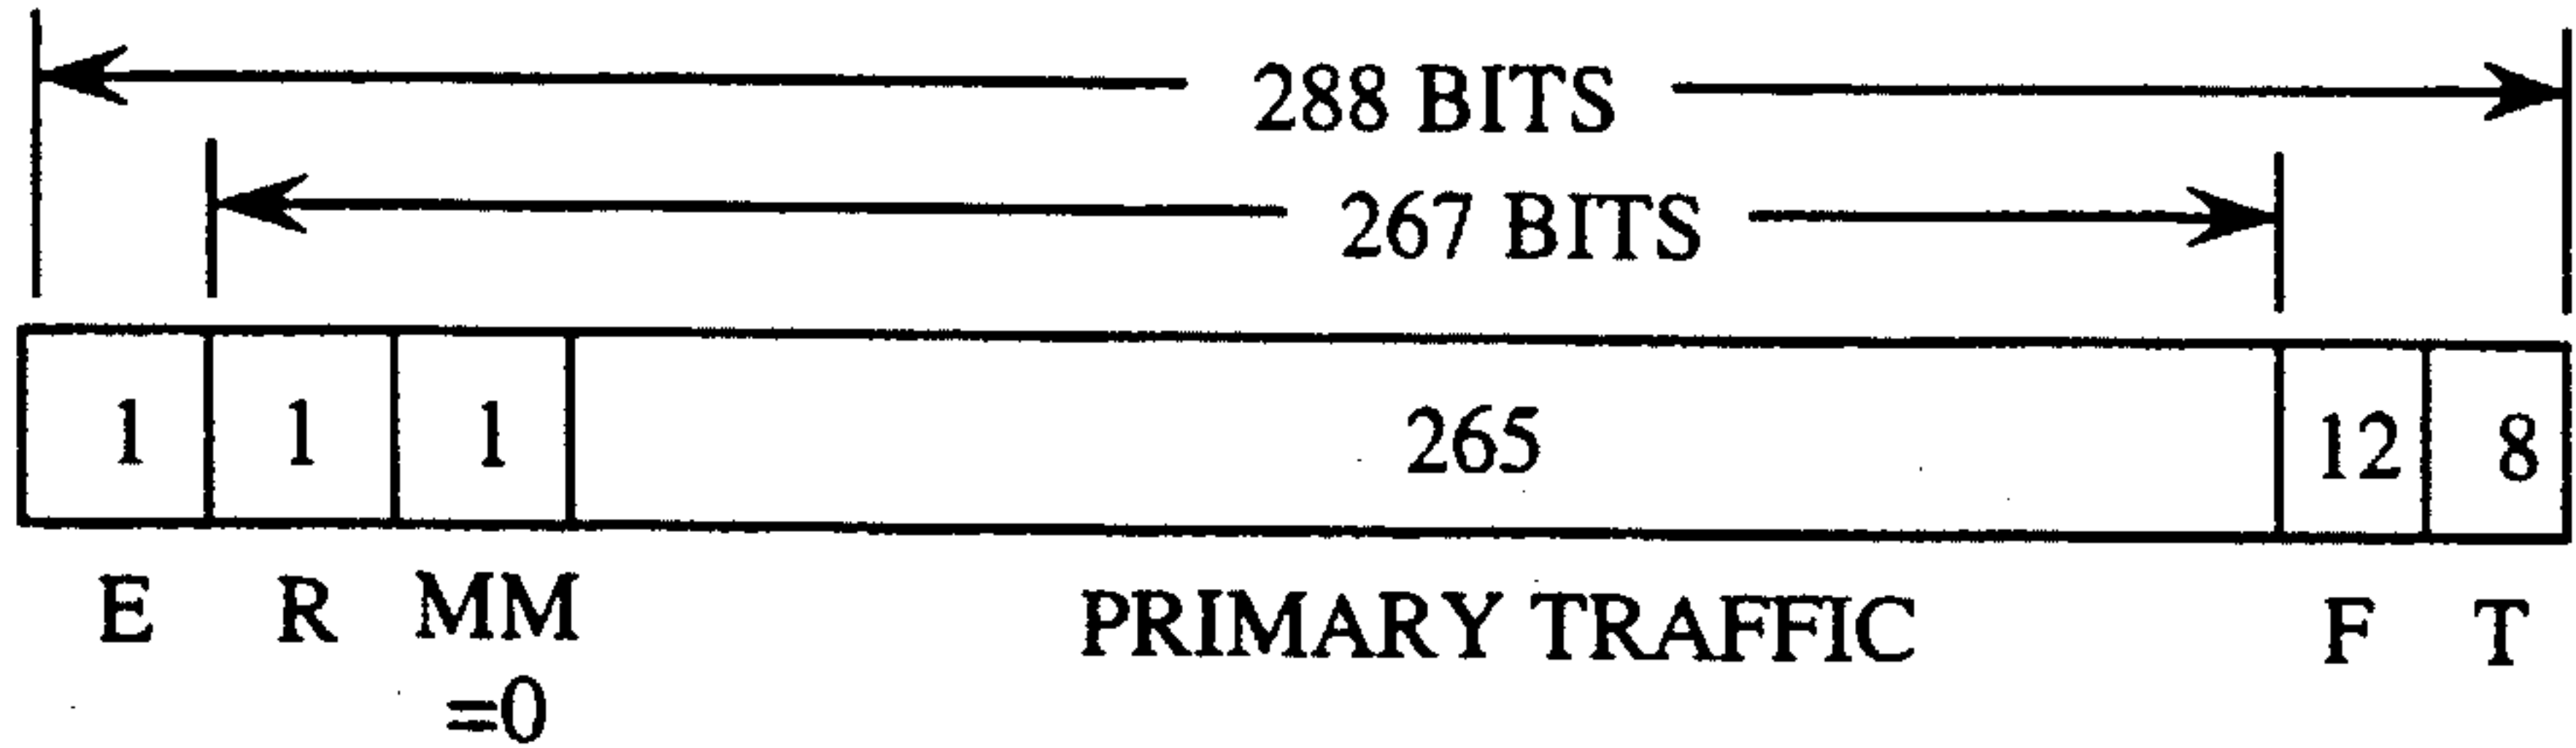 288 BITS
267 BITS
1 1 1 265 12 8
E R MM PRIMARY TRAFFIC F T
=0